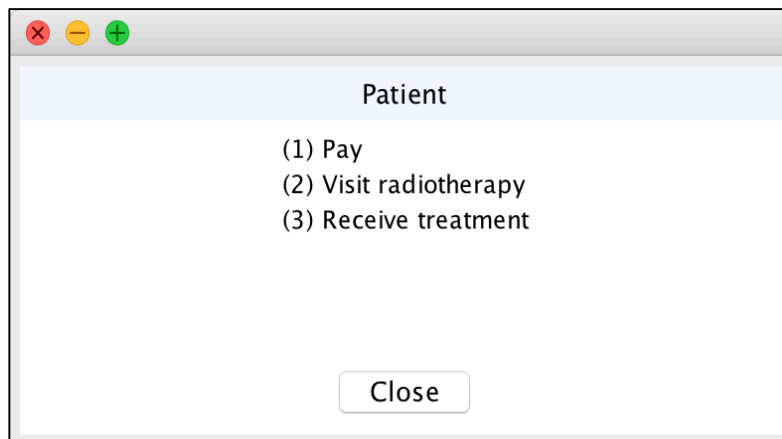 Patient
(1) Pay
(2) Visit radiotherapy
(3) Receive treatment
Close